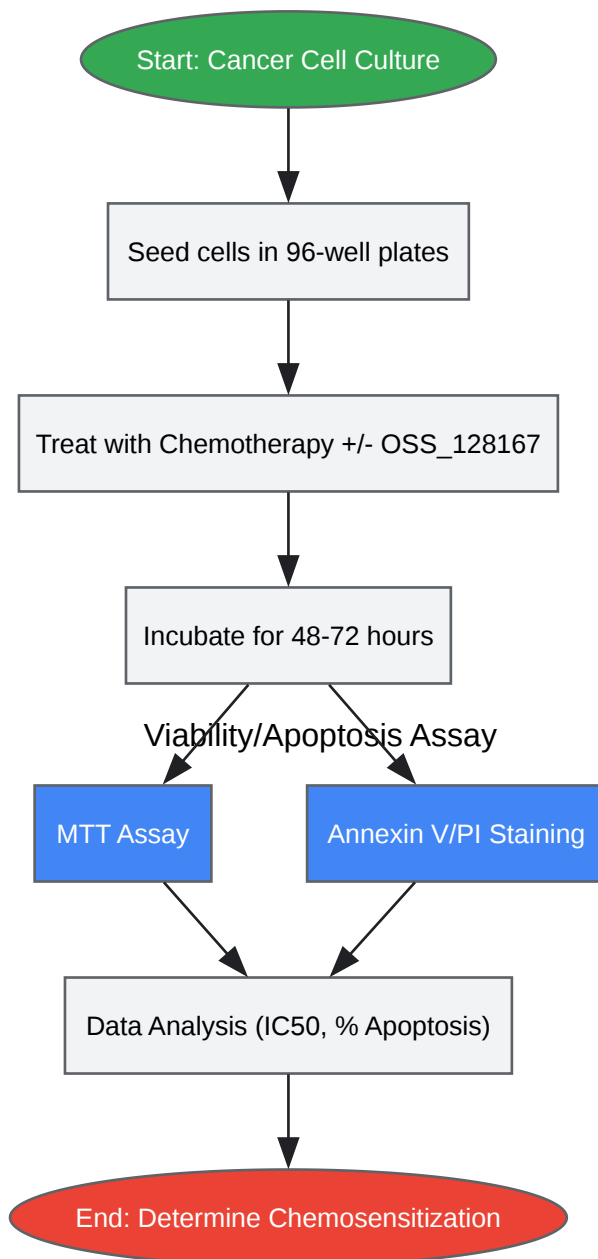 Start: Cancer Cell Culture
Seed cells in 96-well plates
Treat with Chemotherapy +/- OSS_128167
Incubate for 48-72 hours
Viability/Apoptosis Assay
MTT Assay
Annexin V/PI Staining
Data Analysis (IC50, % Apoptosis)
End: Determine Chemosensitization